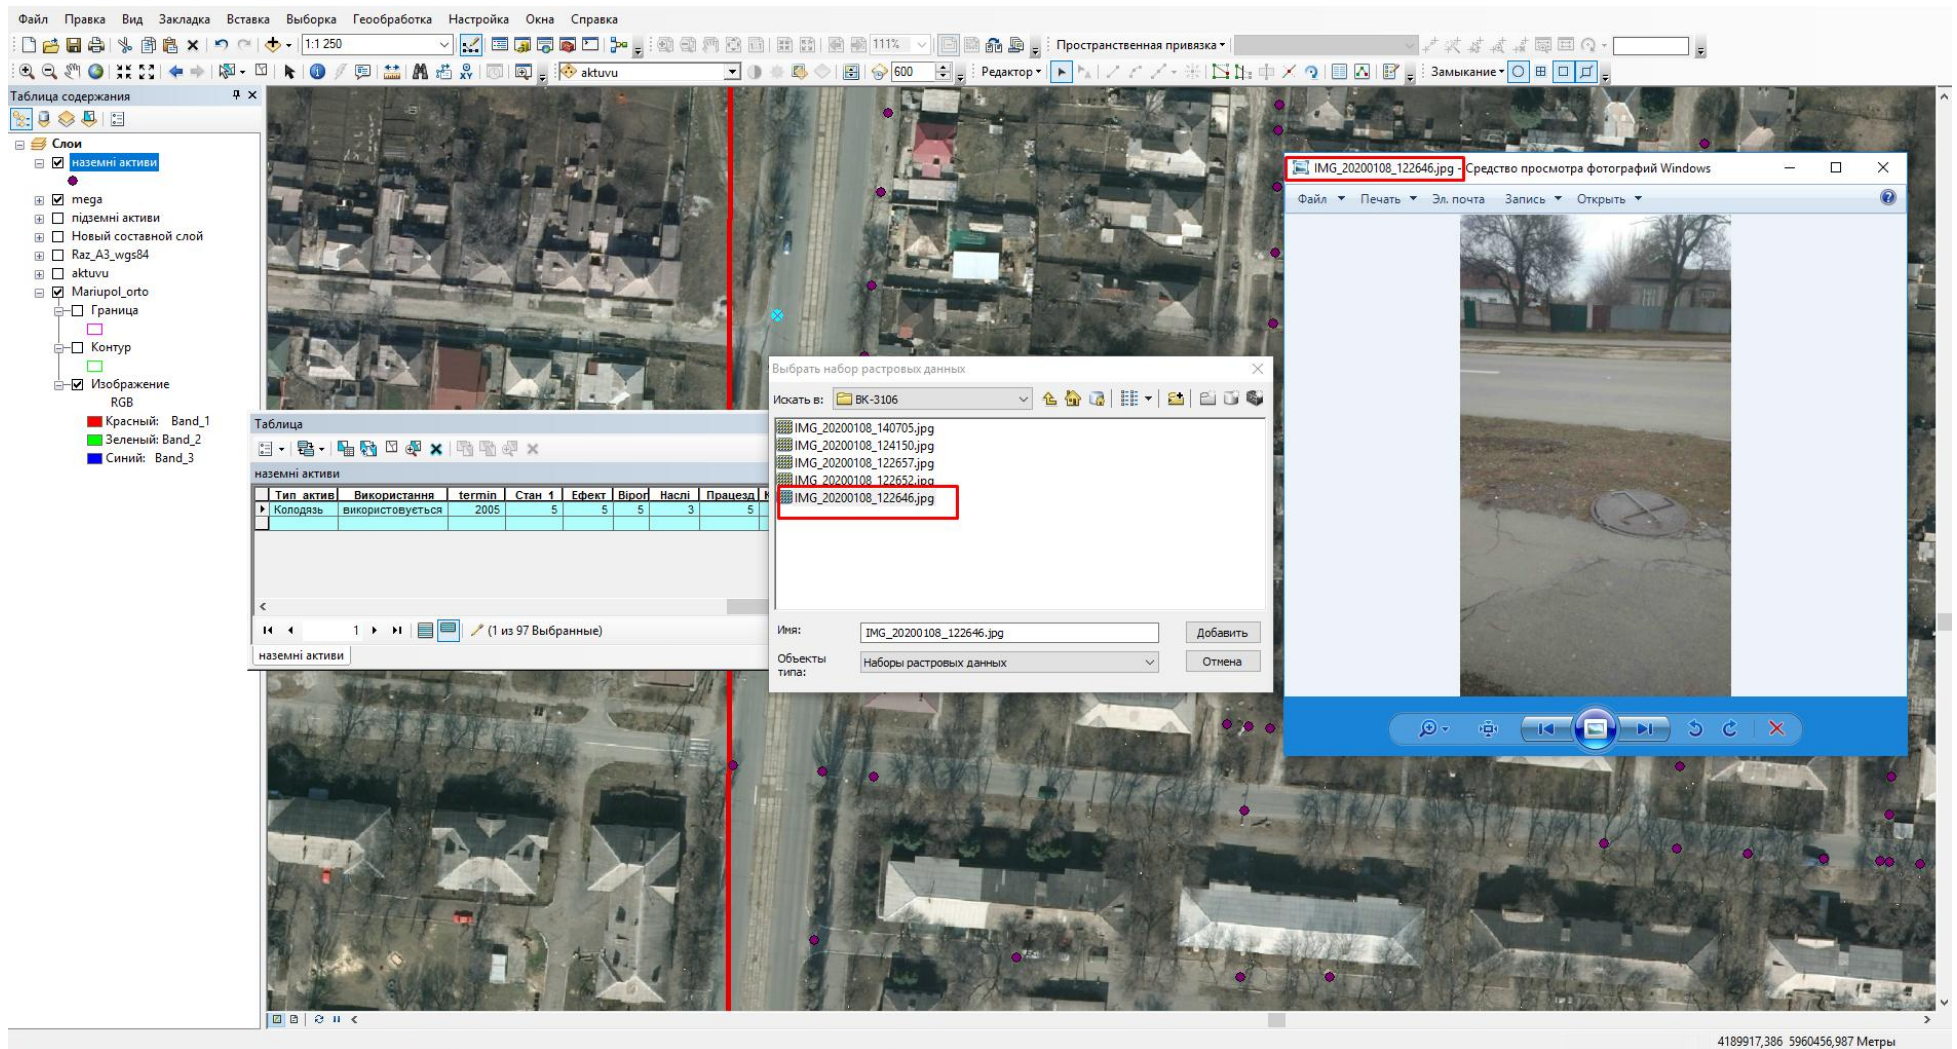 Файл Правка Вид Закладка Вставка Выборка Геообработка Настройка Окна Справка
1:1 250
111%
Пространственная привязка
aktuvu
600
Редактор
Замыкание
Таблица содержания
Слои
наземні активи
mega
підземні активи
Новый составной слой
Raz_A3_wgs84
aktuvu
Mariupol_orto
Граница
Контур
Изображение
RGB
Красный: Band_1
Зеленый: Band_2
Синий: Band_3
Таблица
наземні активи
Тип актив Використання termin Стан 1 Ефект Вірог Наслі Працезд
Колодязь використовується 2005 5 5 5 3 5
1
(1 из 97 Выбранные)
наземні активи
Выбрать набор растровых данных
Искать в: ВК-3106
IMG_20200108_140705.jpg
IMG_20200108_124150.jpg
IMG_20200108_122657.jpg
IMG_20200108_122652.jpg
IMG_20200108_122646.jpg
Имя: IMG_20200108_122646.jpg Добавить
Объекты типа: Наборы растровых данных Отмена
IMG_20200108_122646.jpg - Средство просмотра фотографий Windows
Файл Печать Эл. почта Запись Открыть
4189917,386 5960456,987 Метры